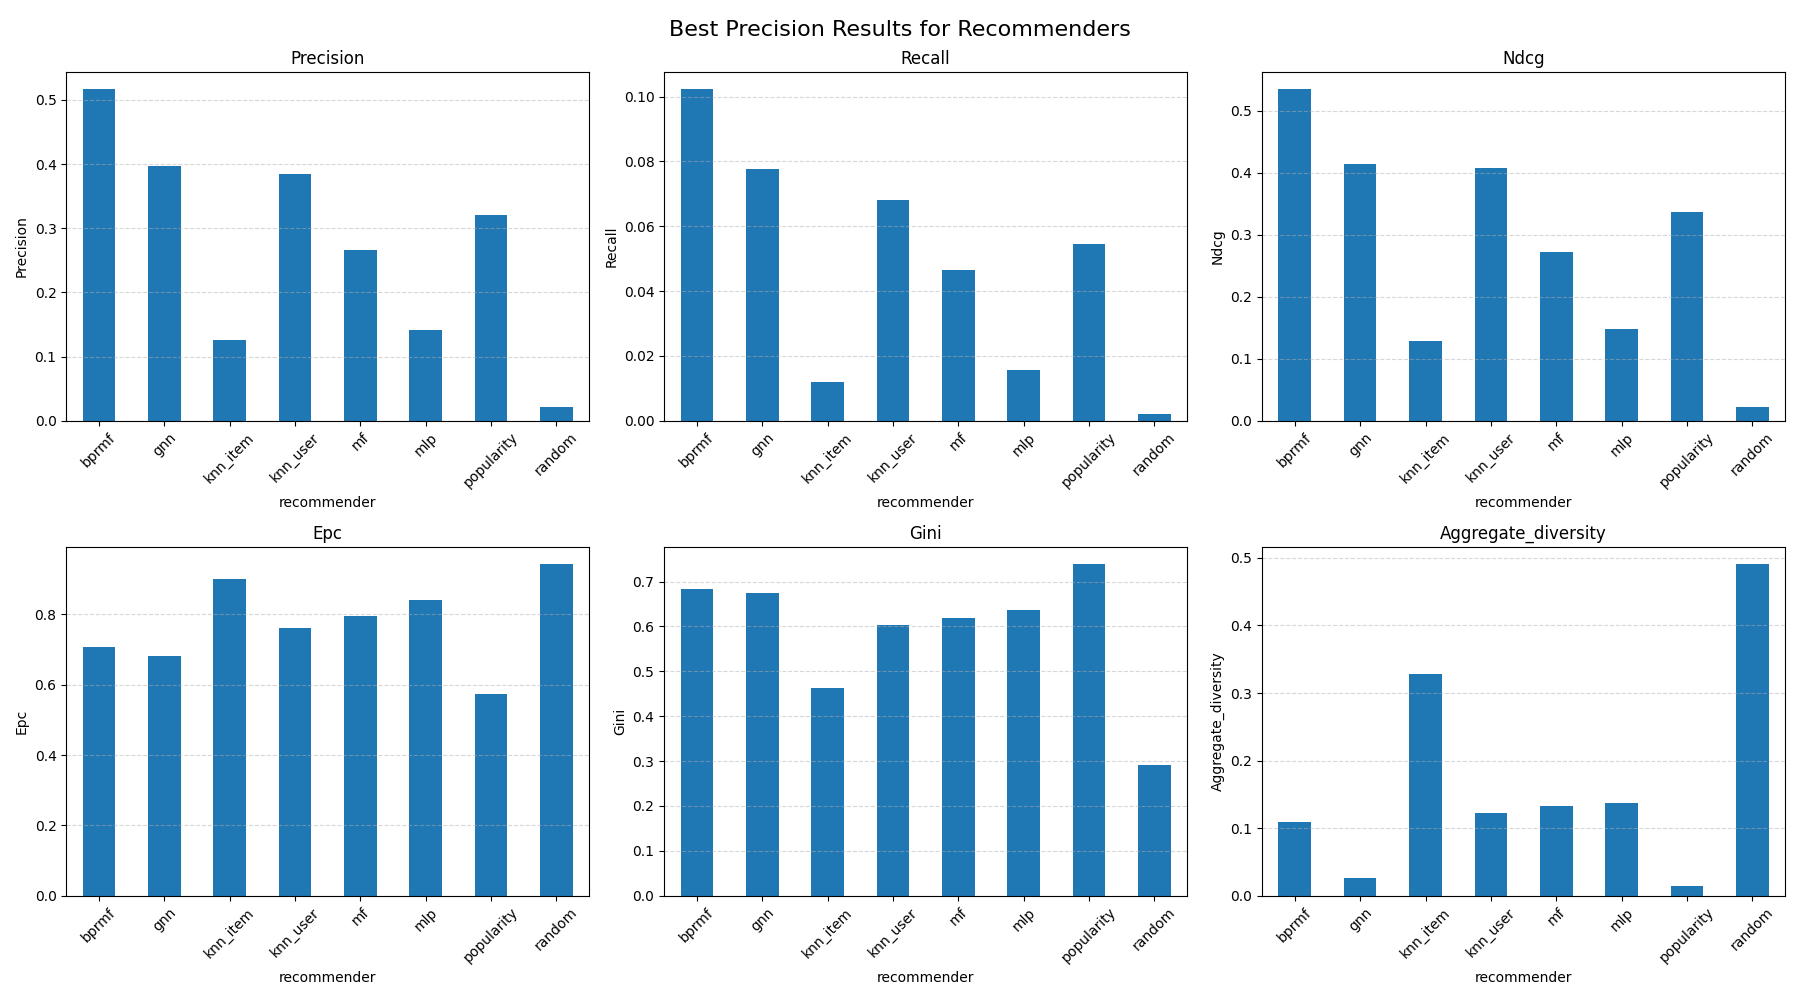 Best Precision Results for Recommenders
Precision
Precision
0.5
0.4
0.3
0.2
0.1
0.0
bprmf
gnn
knn_item
knn_user
mf
mlp
popularity
random
recommender
Recall
Recall
0.10
0.08
0.06
0.04
0.02
0.00
bprmf
gnn
knn_item
knn_user
mf
mlp
popularity
random
recommender
Ndcg
Ndcg
0.5
0.4
0.3
0.2
0.1
0.0
bprmf
gnn
knn_item
knn_user
mf
mlp
popularity
random
recommender
Epc
Epc
0.8
0.6
0.4
0.2
0.0
bprmf
gnn
knn_item
knn_user
mf
mlp
popularity
random
recommender
Gini
Gini
0.7
0.6
0.5
0.4
0.3
0.2
0.1
0.0
bprmf
gnn
knn_item
knn_user
mf
mlp
popularity
random
recommender
Aggregate_diversity
Aggregate_diversity
0.5
0.4
0.3
0.2
0.1
0.0
bprmf
gnn
knn_item
knn_user
mf
mlp
popularity
random
recommender